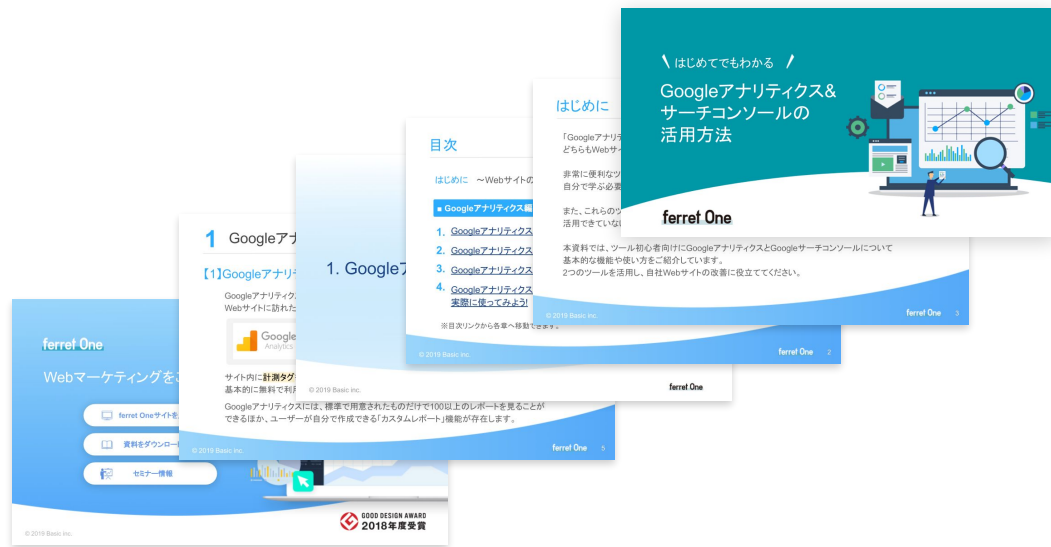 はじめてでもわかる
Googleアナリティクス&
サーチコンソールの
活用方法
ferret One
はじめに
「Googleアナリテ
どちらもWebサイ
非常に便利なツ
自分で学ぶ必要
また、これらのツ
活用できていな
本資料では、ツール初心者向けにGoogleアナリティクスとGoogleサーチコンソールについて
基本的な機能や使い方をご紹介しています。
2つのツールを活用し、自社Webサイトの改善に役立ててください。
© 2019 Basic inc.
ferret One 3
目次
はじめに ～Webサイトの
■ Googleアナリティクス編
1. Googleアナリティクス
2. Googleアナリティクス
3. Googleアナリティクス
4. Googleアナリティクス
実際に使ってみよう!
※目次リンクから各章へ移動できます。
© 2019 Basic inc.
ferret One 2
1. Googleア
© 2019 Basic inc.
ferret One
1 Googleアナ
【1】Googleアナリ
Googleアナリティク
Webサイトに訪れた
Google
Analytics
サイト内に計測タグ
基本的に無料で利用
Googleアナリティクスには、標準で用意されたものだけで100以上のレポートを見ることが
できるほか、ユーザーが自分で作成できる「カスタムレポート」機能が存在します。
© 2019 Basic inc.
ferret One 5
ferret One
Webマーケティングをこ
ferret Oneサイトを
資料をダウンロー
セミナー情報
GOOD DESIGN AWARD
2018年度受賞
© 2019 Basic inc.